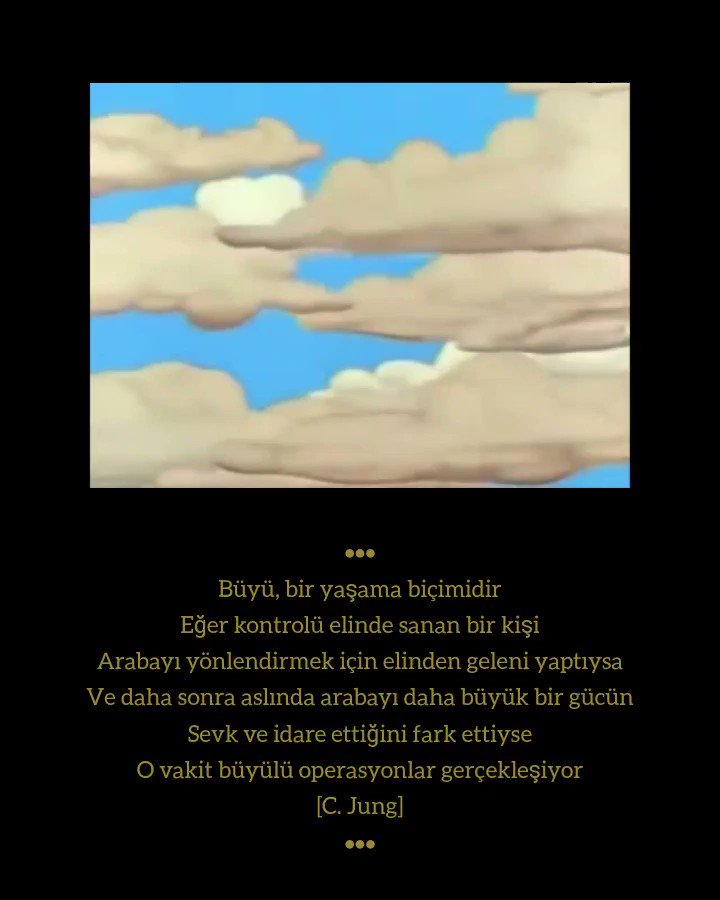 •••
Büyü, bir yaşama biçimidir
Eğer kontrolü elinde sanan bir kişi
Arabayı yönlendirmek için elinden geleni yaptıysa
Ve daha sonra aslında arabayı daha büyük bir gücün
Sevk ve idare ettiğini fark ettiyse
O vakit büyülü operasyonlar gerçekleşiyor
[C. Jung]
•••